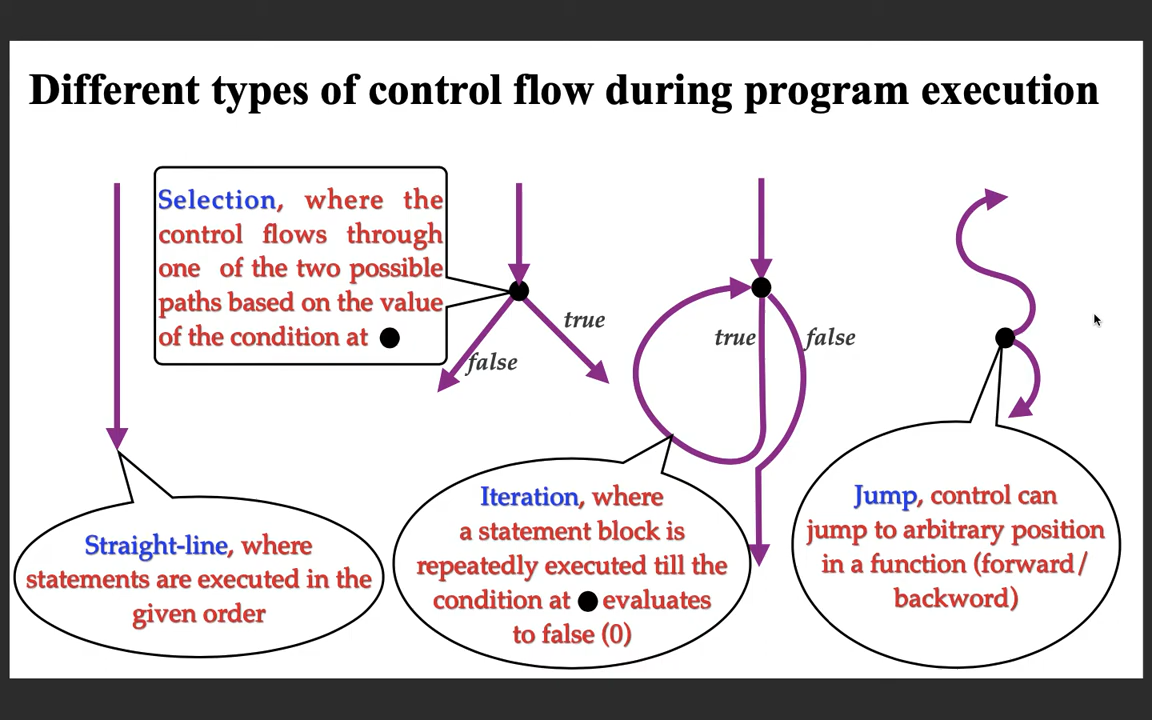 Different types of control flow during program execution
Selection, where the
control flows through
one of the two possible
paths based on the value
of the condition at
false
true
true
false
Straight-line, where
statements are executed in the
given order
Iteration, where
a statement block is
repeatedly executed till the
condition at evaluates
to false (0)
Jump, control can
jump to arbitrary position
in a function (forward/
backword)